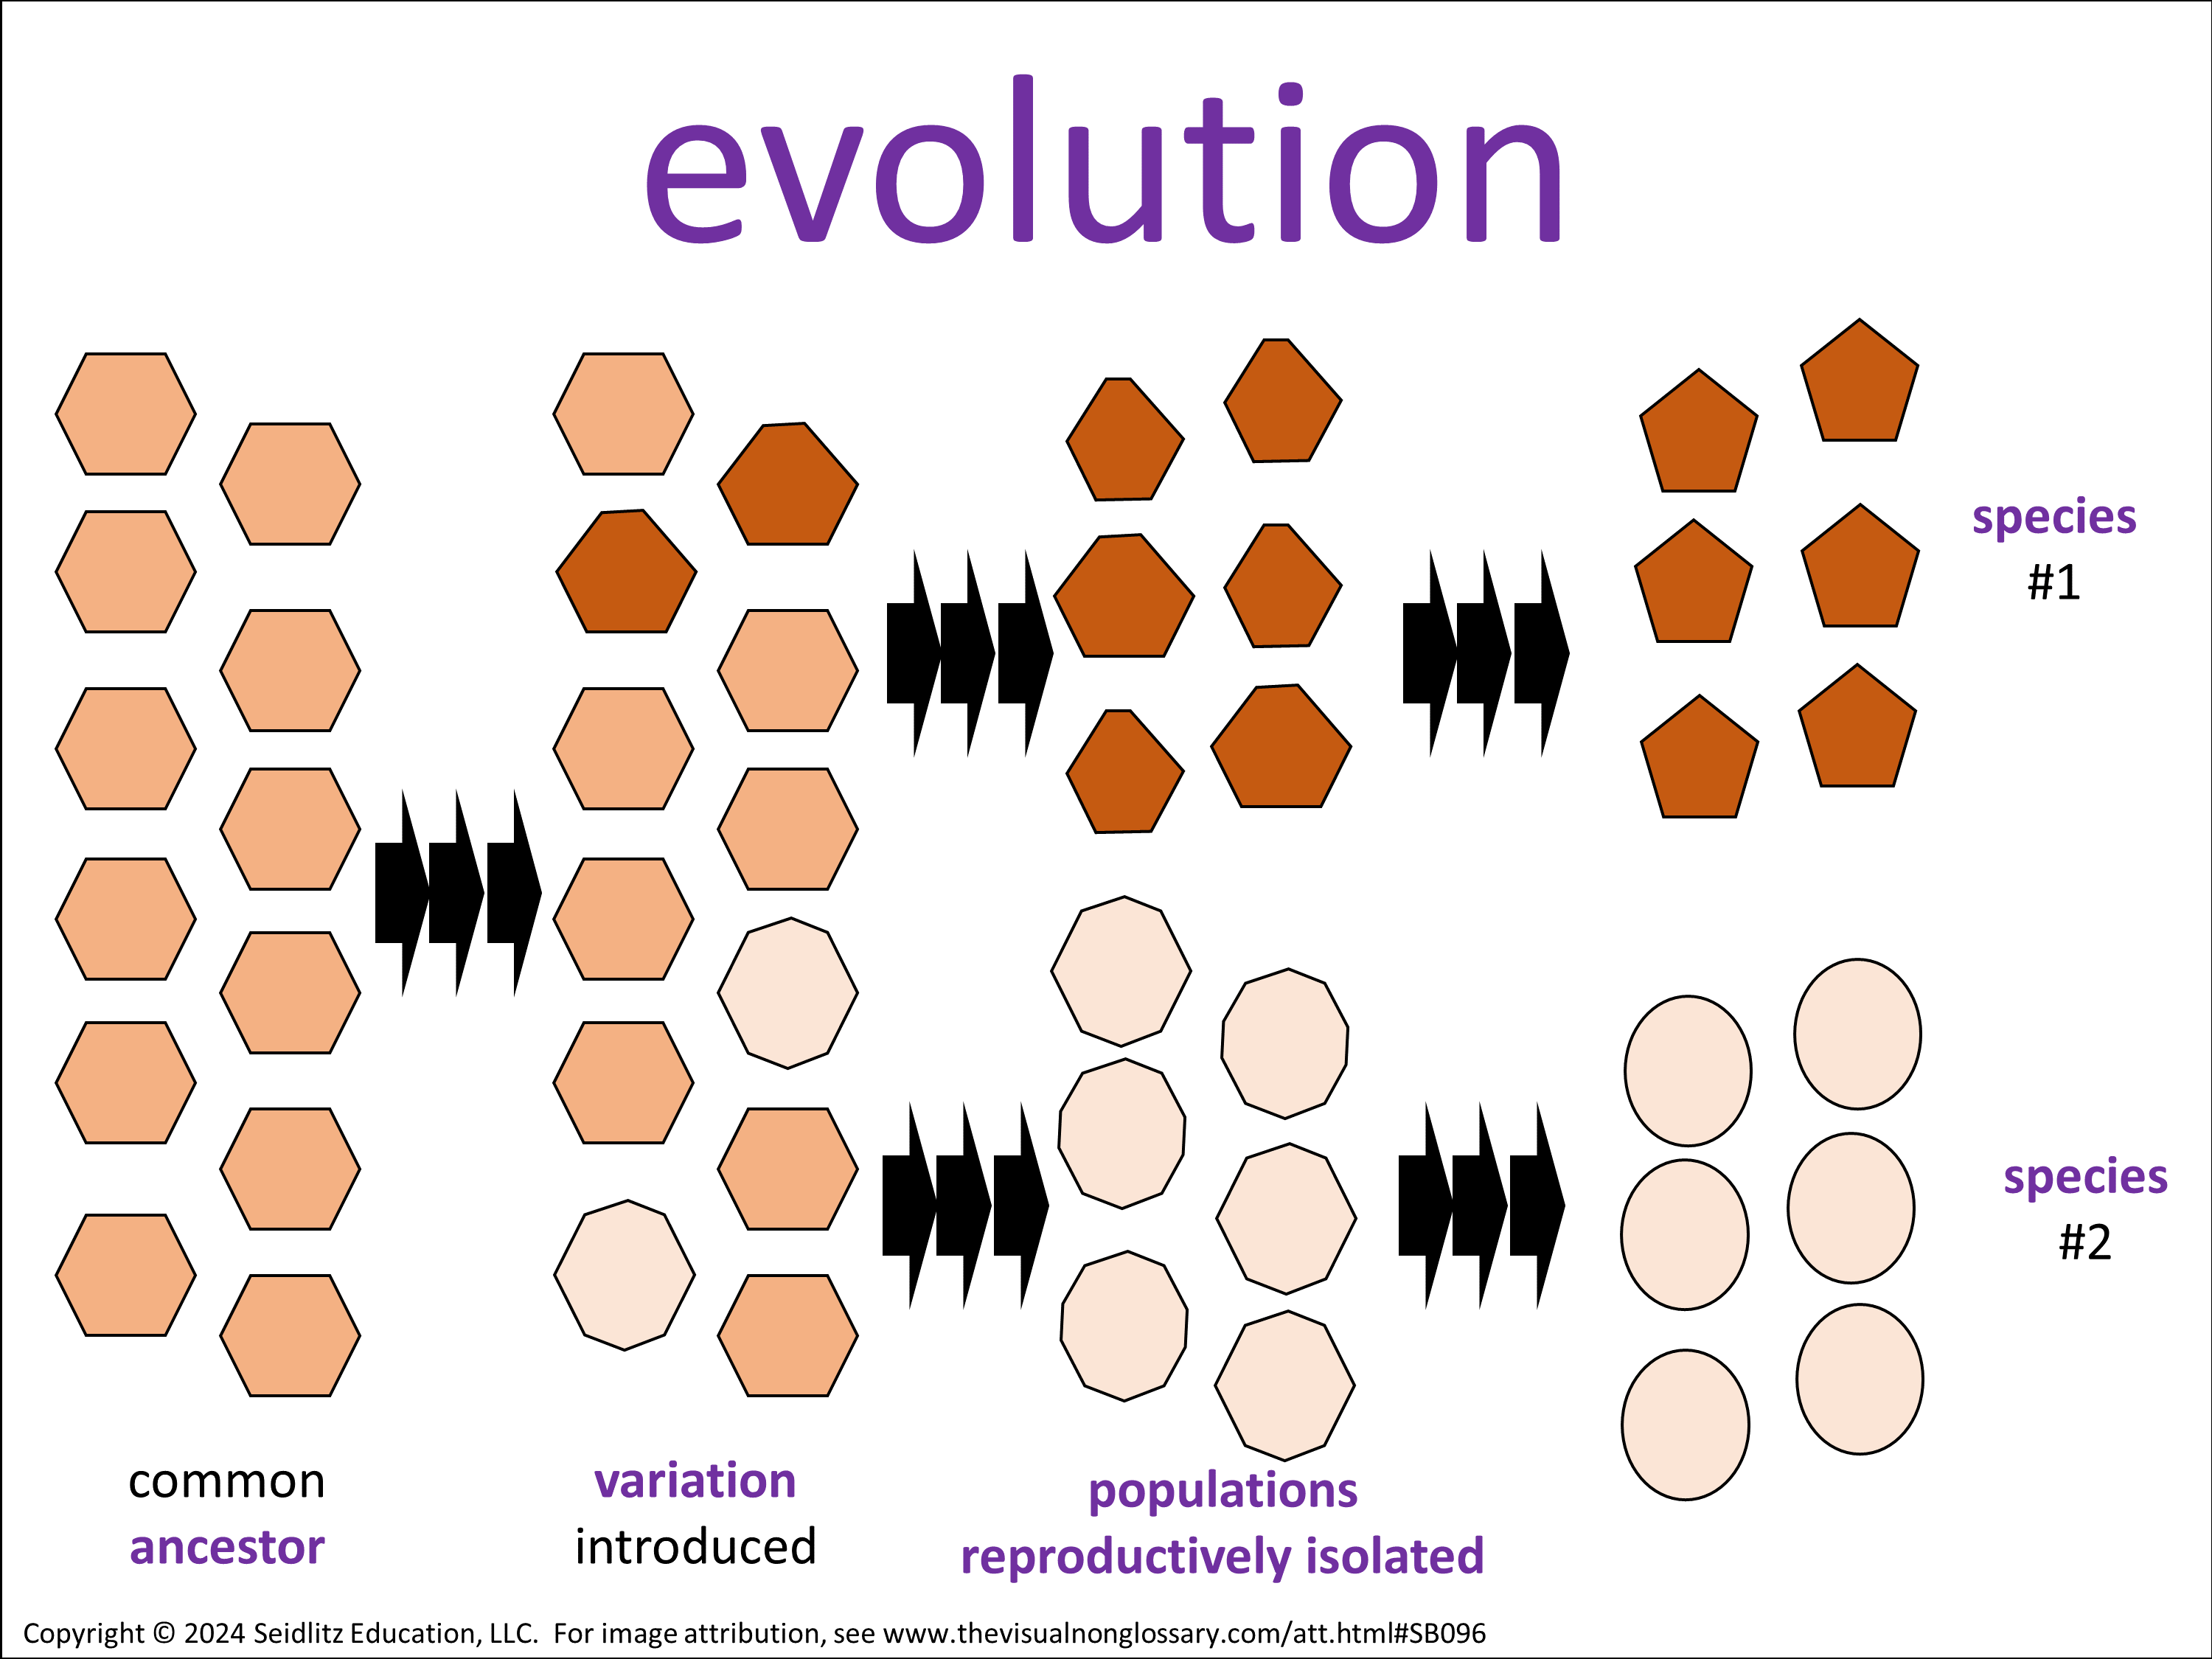 evolution
species
#1
species
#2
common
ancestor
variation
introduced
populations
reproductively isolated
Copyright © 2024 Seidlitz Education, LLC.  For image attribution, see www.thevisualnonglossary.com/att.html#SB096